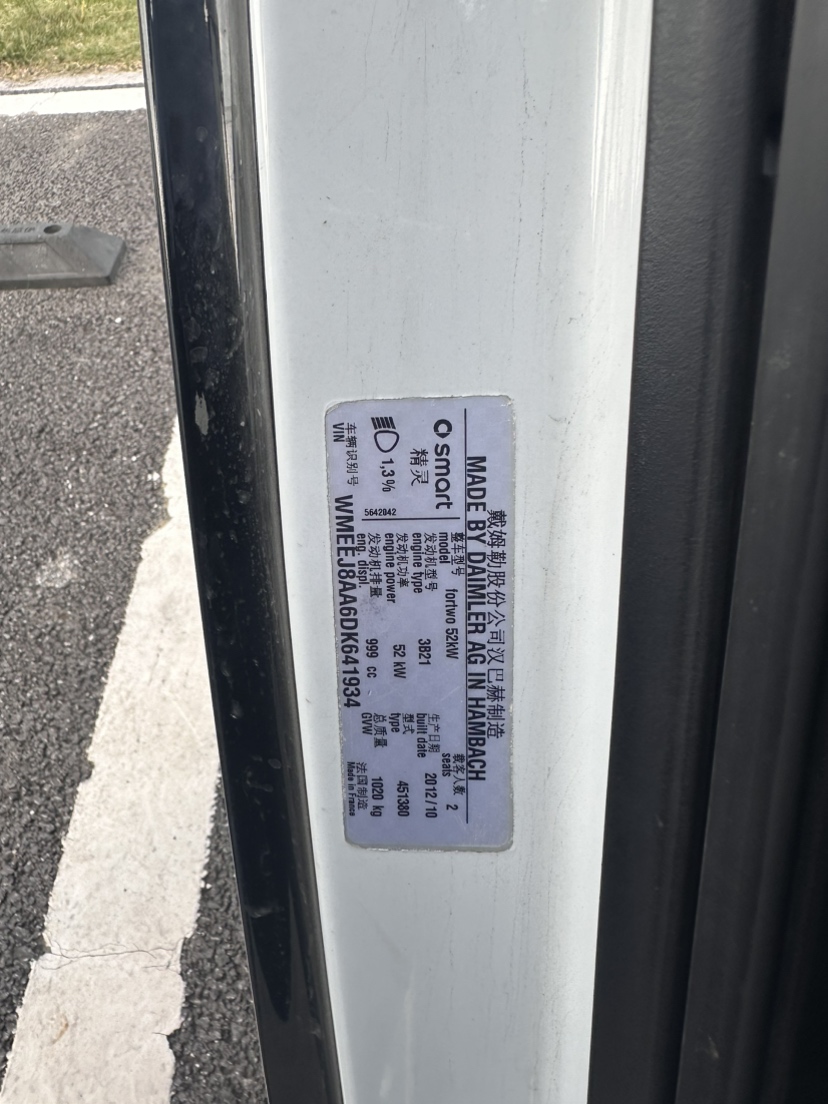 戴姆勒股份公司汉巴赫制造
MADE BY DAIMLER AG IN HAMBACH
smart
精灵
1,3%
5642042
整车型号
model fortwo 52kW
载客人数
seats 2
发动机型号
engine type 3B21
生产日期
built date 2012/10
发动机功率
engine power 52 kW
型式
type 451380
发动机排量
eng. displ. 999 cc
总质量
GVW 1020 kg
车辆识别号
VIN WMEEJ8AA6DK641934
法国制造
Made in France